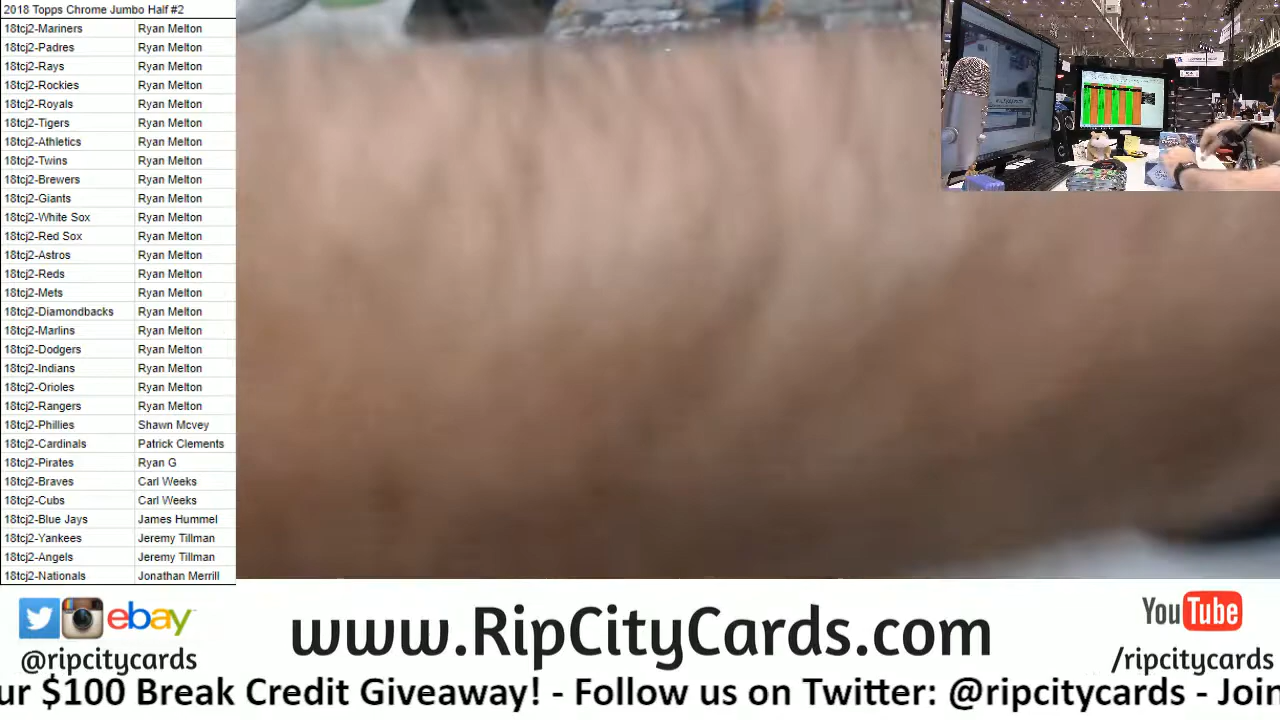 2018 Topps Chrome Jumbo Half #2
18tcj2-Mariners Ryan Melton
18tcj2-Padres Ryan Melton
18tcj2-Rays Ryan Melton
18tcj2-Rockies Ryan Melton
18tcj2-Royals Ryan Melton
18tcj2-Tigers Ryan Melton
18tcj2-Athletics Ryan Melton
18tcj2-Twins Ryan Melton
18tcj2-Brewers Ryan Melton
18tcj2-Giants Ryan Melton
18tcj2-White Sox Ryan Melton
18tcj2-Red Sox Ryan Melton
18tcj2-Astros Ryan Melton
18tcj2-Reds Ryan Melton
18tcj2-Mets Ryan Melton
18tcj2-Diamondbacks Ryan Melton
18tcj2-Marlins Ryan Melton
18tcj2-Dodgers Ryan Melton
18tcj2-Indians Ryan Melton
18tcj2-Orioles Ryan Melton
18tcj2-Rangers Ryan Melton
18tcj2-Phillies Shawn Mcvey
18tcj2-Cardinals Patrick Clements
18tcj2-Pirates Ryan G
18tcj2-Braves Carl Weeks
18tcj2-Cubs Carl Weeks
18tcj2-Blue Jays James Hummel
18tcj2-Yankees Jeremy Tillman
18tcj2-Angels Jeremy Tillman
18tcj2-Nationals Jonathan Merrill
ebay
@ripcitycards
www.RipCityCards.com
YouTube
/ripcitycards
ur $100 Break Credit Giveaway! - Follow us on Twitter: @ripcitycards - Join